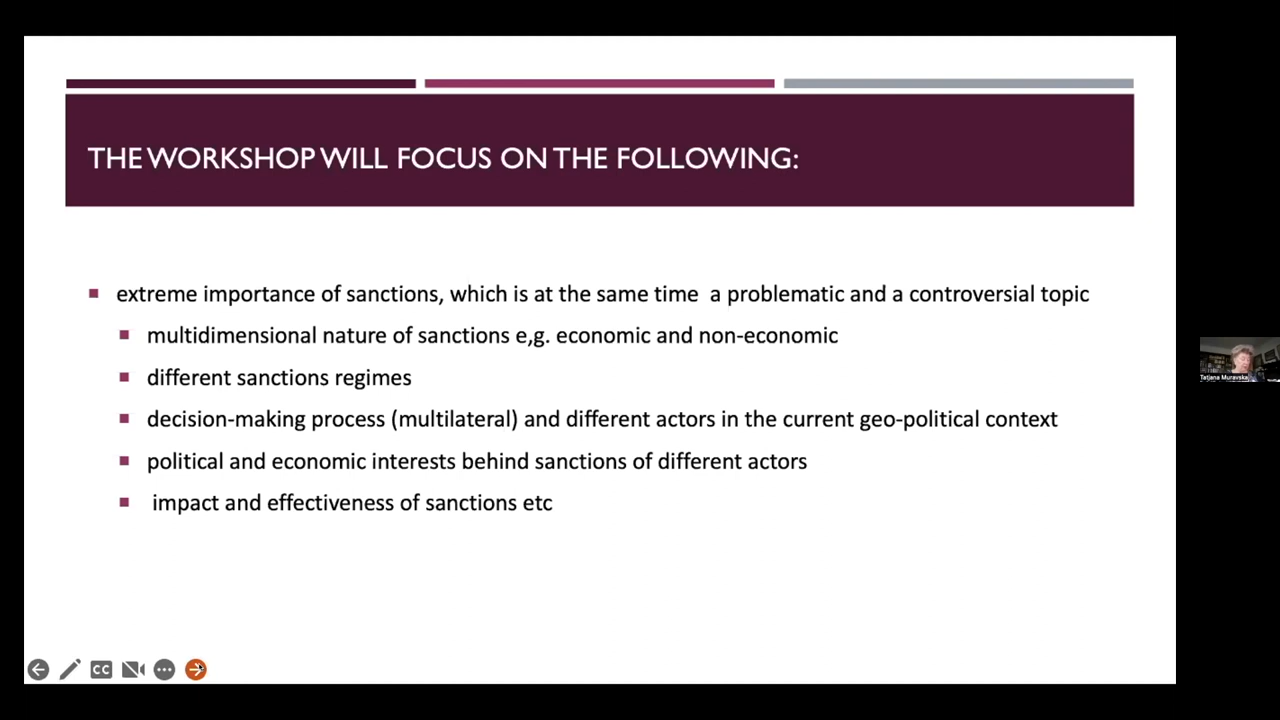 THE WORKSHOP WILL FOCUS ON THE FOLLOWING:
extreme importance of sanctions, which is at the same time a problematic and a controversial topic
multidimensional nature of sanctions e,g. economic and non-economic
different sanctions regimes
decision-making process (multilateral) and different actors in the current geo-political context
political and economic interests behind sanctions of different actors
impact and effectiveness of sanctions etc
CC
Tatjana Muravska